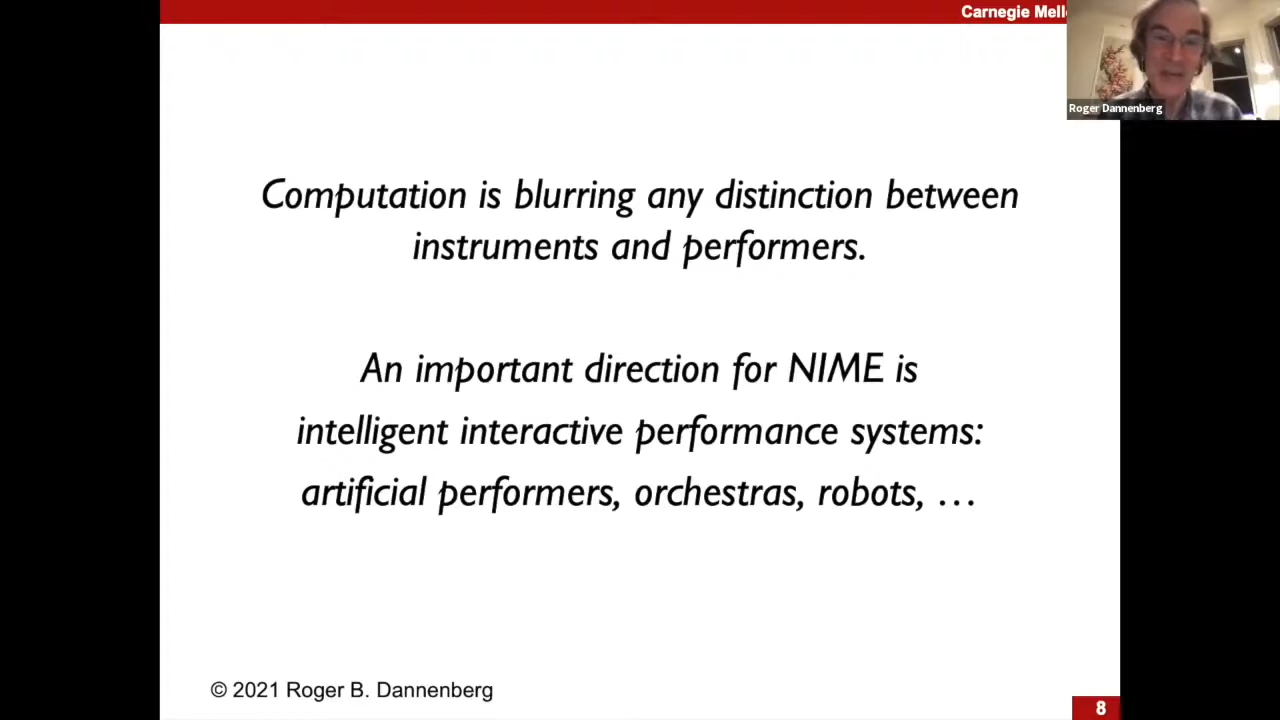 Carnegie
Roger Dannenberg
Computation is blurring any distinction between
instruments and performers.
An important direction for NIME is
intelligent interactive performance systems:
artificial performers, orchestras, robots, …
© 2021 Roger B. Dannenberg
8